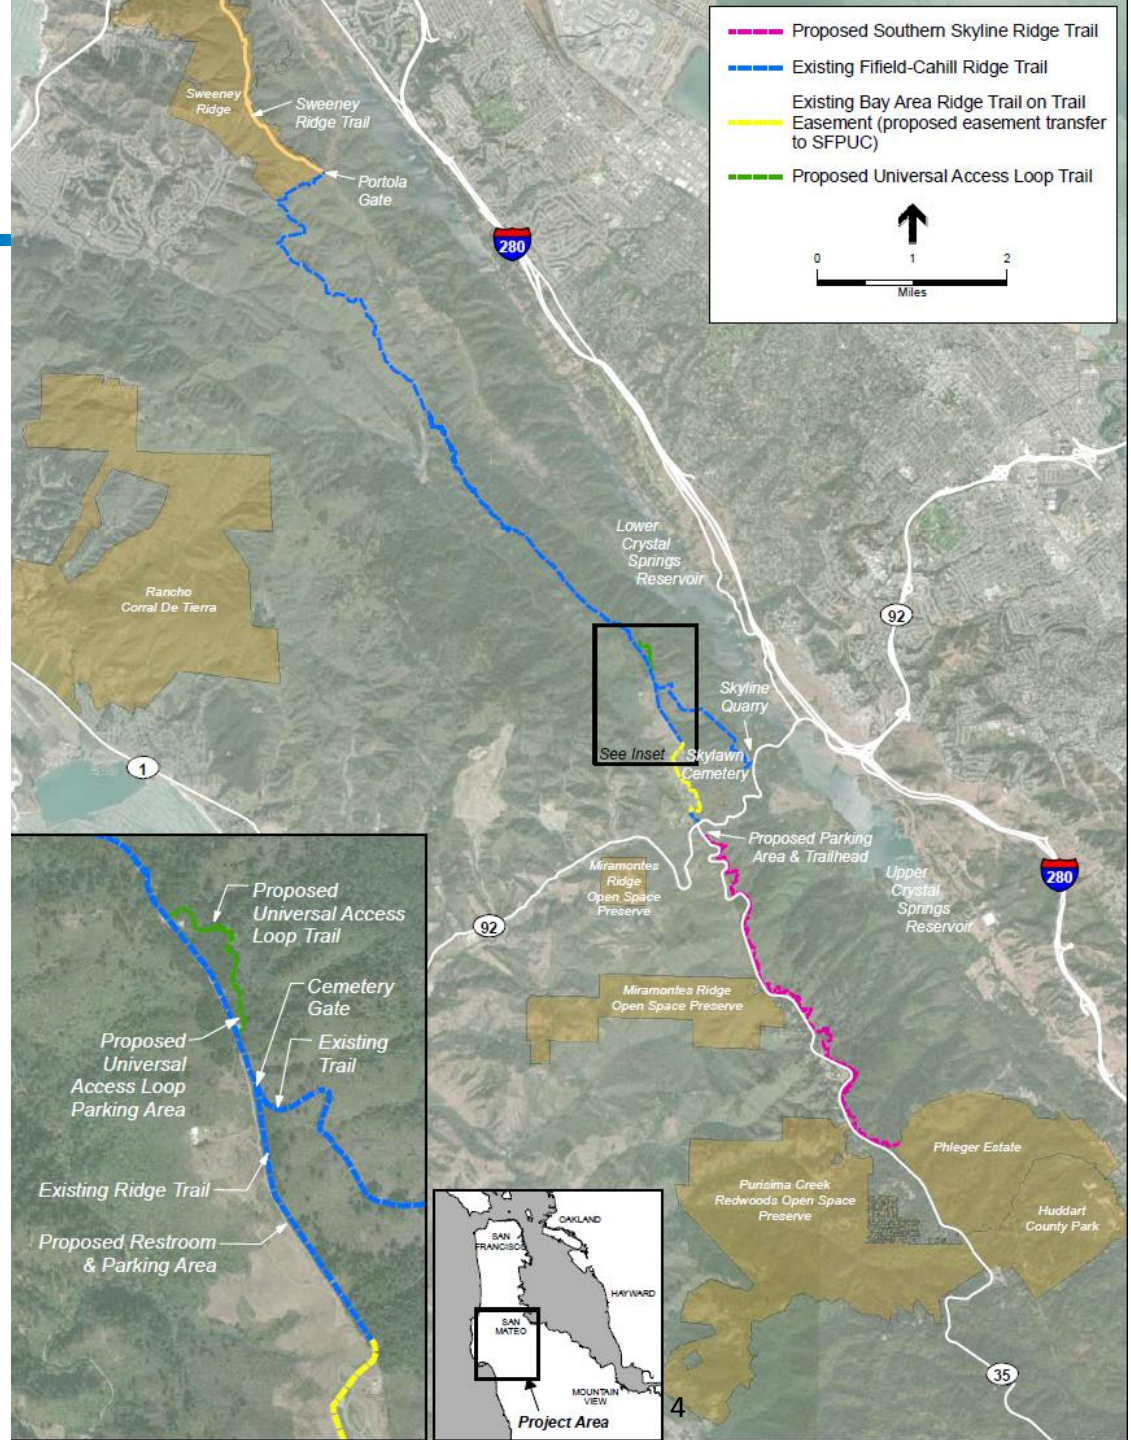 Proposed Southern Skyline Ridge Trail
Existing Fifield-Cahill Ridge Trail
Existing Bay Area Ridge Trail on Trail
Easement (proposed easement transfer
to SFPUC)
Proposed Universal Access Loop Trail
0 1 2
Miles
Sweeney
Ridge
Sweeney
Ridge Trail
Portola
Gate
280
Rancho
Corral De Tierra
Lower
Crystal
Springs
Reservoir
92
Skyline
Quarry
See Inset
Skylawn
Cemetery
1
Proposed Parking
Area & Trailhead
Miramontes
Ridge
Open Space
Preserve
Upper
Crystal
Springs
Reservoir
280
92
Miramontes Ridge
Open Space Preserve
Phleger Estate
Purisima Creek
Redwoods Open Space
Preserve
Huddart
County Park
35
Proposed
Universal Access
Loop Trail
Cemetery
Gate
Proposed
Universal
Access Loop
Parking Area
Existing
Trail
Existing Ridge Trail
Proposed Restroom
& Parking Area
OAKLAND
SAN
FRANCISCO
HAYWARD
SAN
MATEO
MOUNTAIN
VIEW
Project Area
4